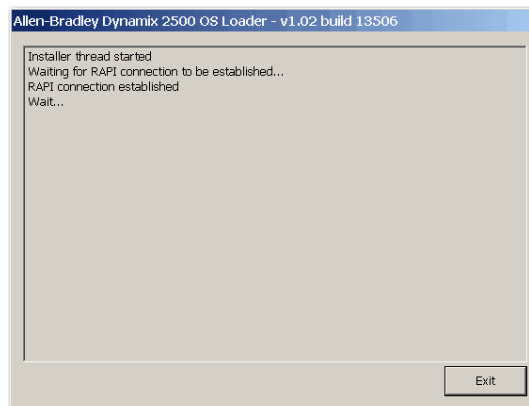 Allen-Bradley Dynamix 2500 OS Loader - v1.02 build 13506
Installer thread started
Waiting for RAPI connection to be established...
RAPI connection established
Wait...
Exit